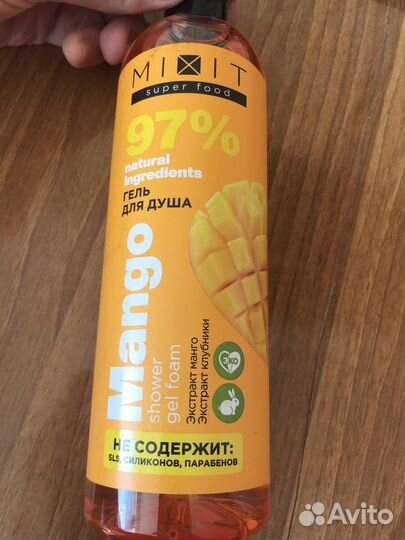 MIXIT
super food
97%
natural
ingredients
ГЕЛЬ
ДЛЯ ДУША
Mango
shower
gel foam
Экстракт манго
Экстракт клубники
ЭКО
НЕ СОДЕРЖИТ:
SLS, СИЛИКОНОВ, ПАРАБЕНОВ
Avito